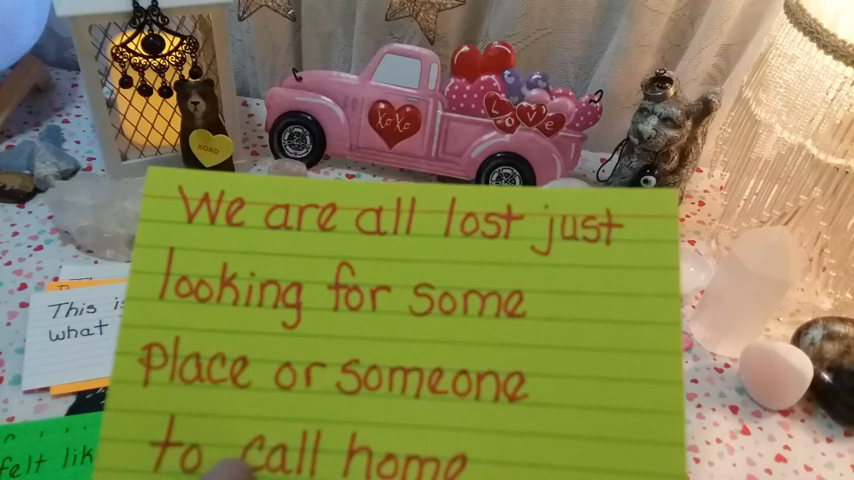 xoxo
XoXo
Love
We are all lost just
looking for some
place or someone
to call home
This is
what
felt lik